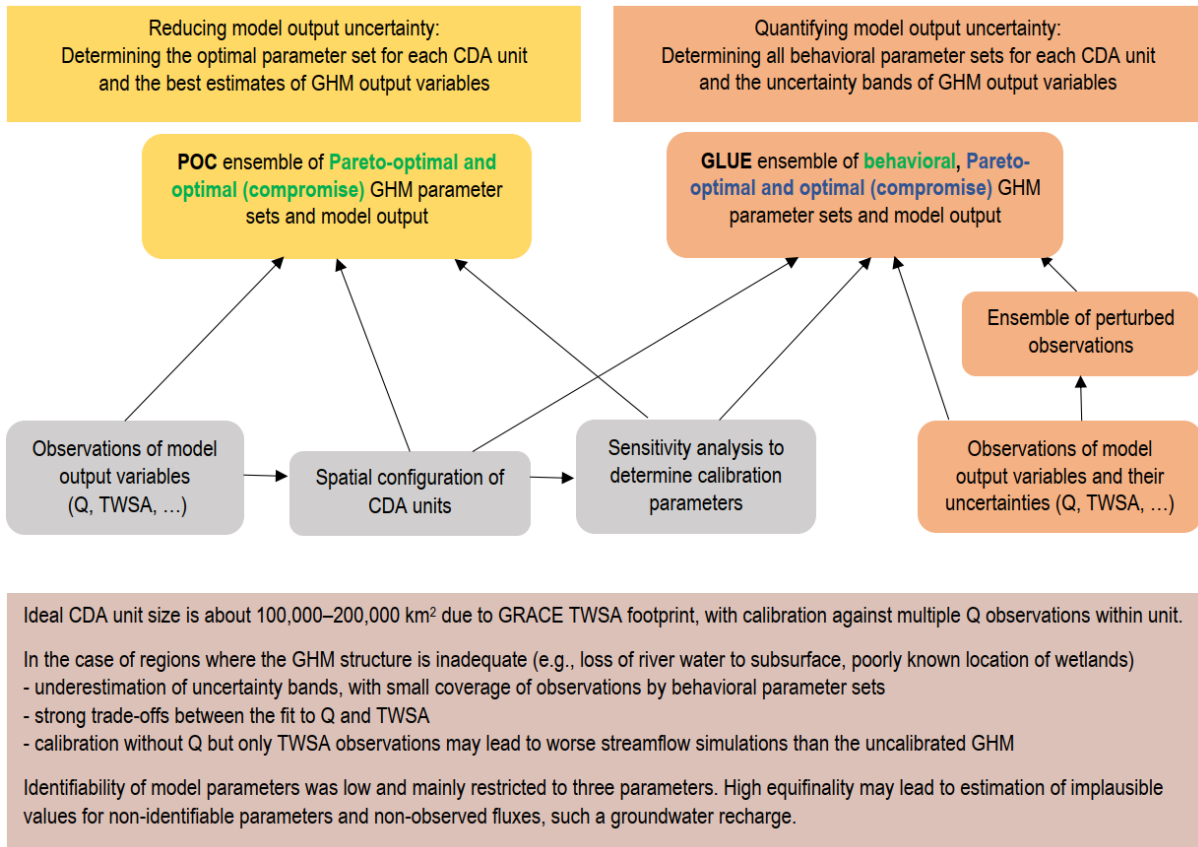 Reducing model output uncertainty:
Determining the optimal parameter set for each CDA unit
and the best estimates of GHM output variables
Quantifying model output uncertainty:
Determining all behavioral parameter sets for each CDA unit
and the uncertainty bands of GHM output variables
POC ensemble of Pareto-optimal and
optimal (compromise) GHM parameter
sets and model output
GLUE ensemble of behavioral, Pareto-
optimal and optimal (compromise) GHM
parameter sets and model output
Ensemble of perturbed
observations
Observations of model
output variables
(Q, TWSA, …)
Spatial configuration of
CDA units
Sensitivity analysis to
determine calibration
parameters
Observations of model
output variables and their
uncertainties (Q, TWSA, …)
Ideal CDA unit size is about 100,000–200,000 km² due to GRACE TWSA footprint, with calibration against multiple Q observations within unit.
In the case of regions where the GHM structure is inadequate (e.g., loss of river water to subsurface, poorly known location of wetlands)
- underestimation of uncertainty bands, with small coverage of observations by behavioral parameter sets
- strong trade-offs between the fit to Q and TWSA
- calibration without Q but only TWSA observations may lead to worse streamflow simulations than the uncalibrated GHM
Identifiability of model parameters was low and mainly restricted to three parameters. High equifinality may lead to estimation of implausible
values for non-identifiable parameters and non-observed fluxes, such a groundwater recharge.